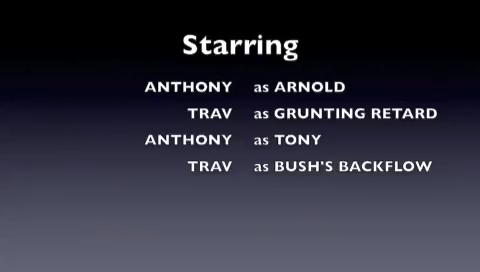 Starring
ANTHONY as ARNOLD
TRAV as GRUNTING RETARD
ANTHONY as TONY
TRAV as BUSH'S BACKFLOW